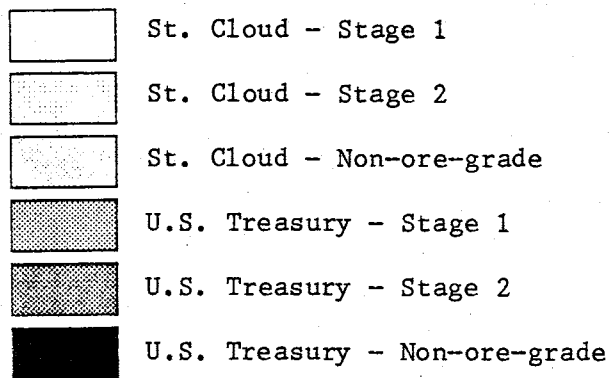 St. Cloud - Stage 1
St. Cloud - Stage 2
St. Cloud - Non-ore-grade
U.S. Treasury - Stage 1
U.S. Treasury - Stage 2
U.S. Treasury - Non-ore-grade